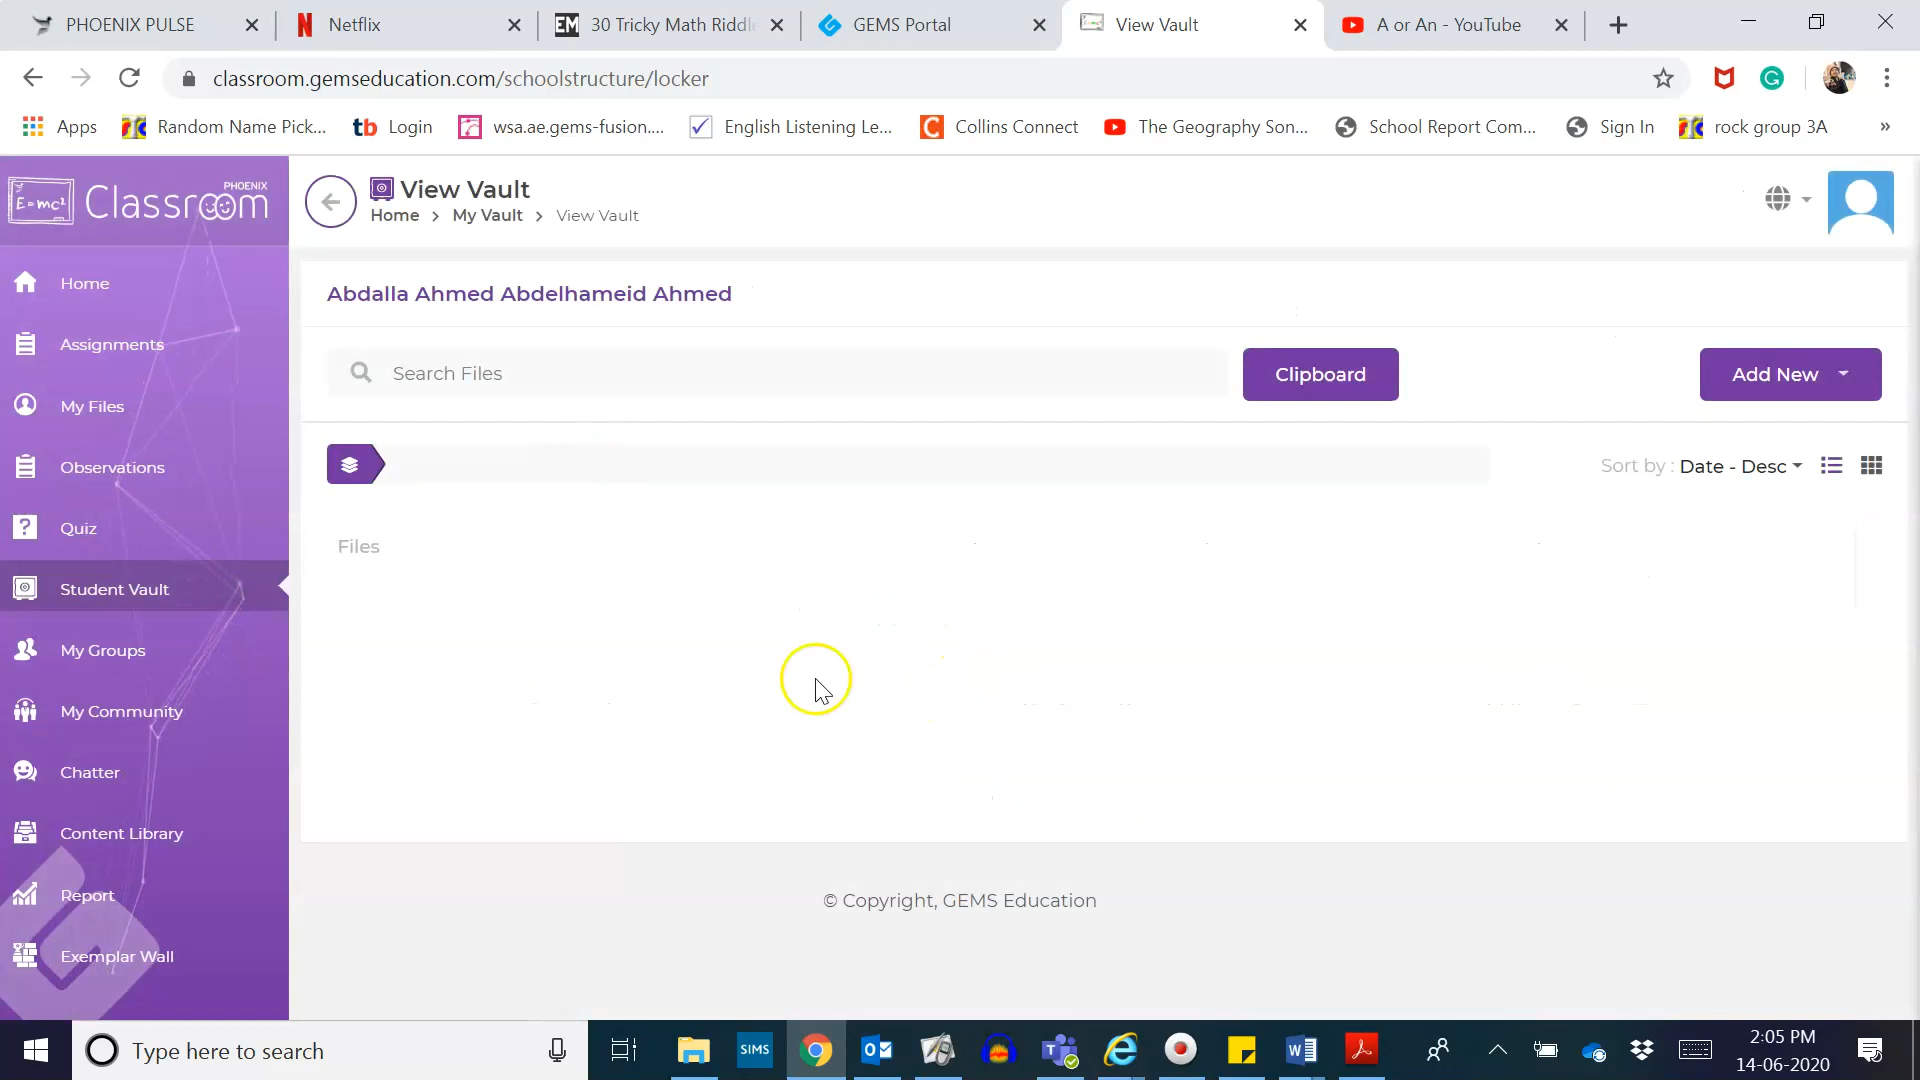 PHOENIX PULSE
Netflix
EM 30 Tricky Math Riddle
GEMS Portal
View Vault
A or An - YouTube
classroom.gemseducation.com/schoolstructure/locker
Apps
Random Name Pick...
tb Login
wsa.ae.gems-fusion....
English Listening Le...
Collins Connect
The Geography Son...
School Report Com...
Sign In
rock group 3A
»
E=mc² Classroom PHOENIX
View Vault
Home > My Vault > View Vault
Home
Assignments
My Files
Observations
Quiz
Student Vault
My Groups
My Community
Chatter
Content Library
Report
Exemplar Wall
Abdalla Ahmed Abdelhameid Ahmed
Search Files
Clipboard
Add New
Sort by : Date - Desc
Files
© Copyright, GEMS Education
Type here to search
SIMS
2:05 PM
14-06-2020